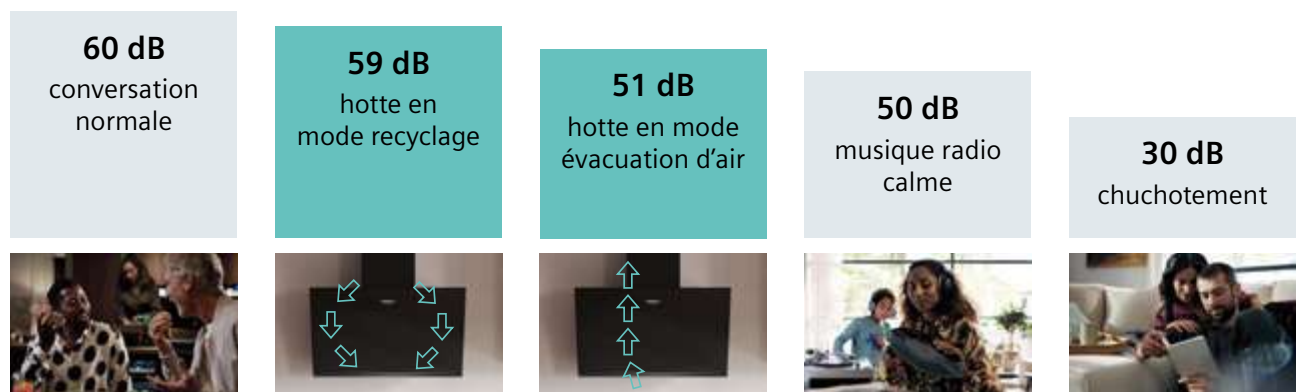 60 dB
conversation
normale
59 dB
hotte en
mode recyclage
51 dB
hotte en mode
évacuation d’air
50 dB
musique radio
calme
30 dB
chuchotement